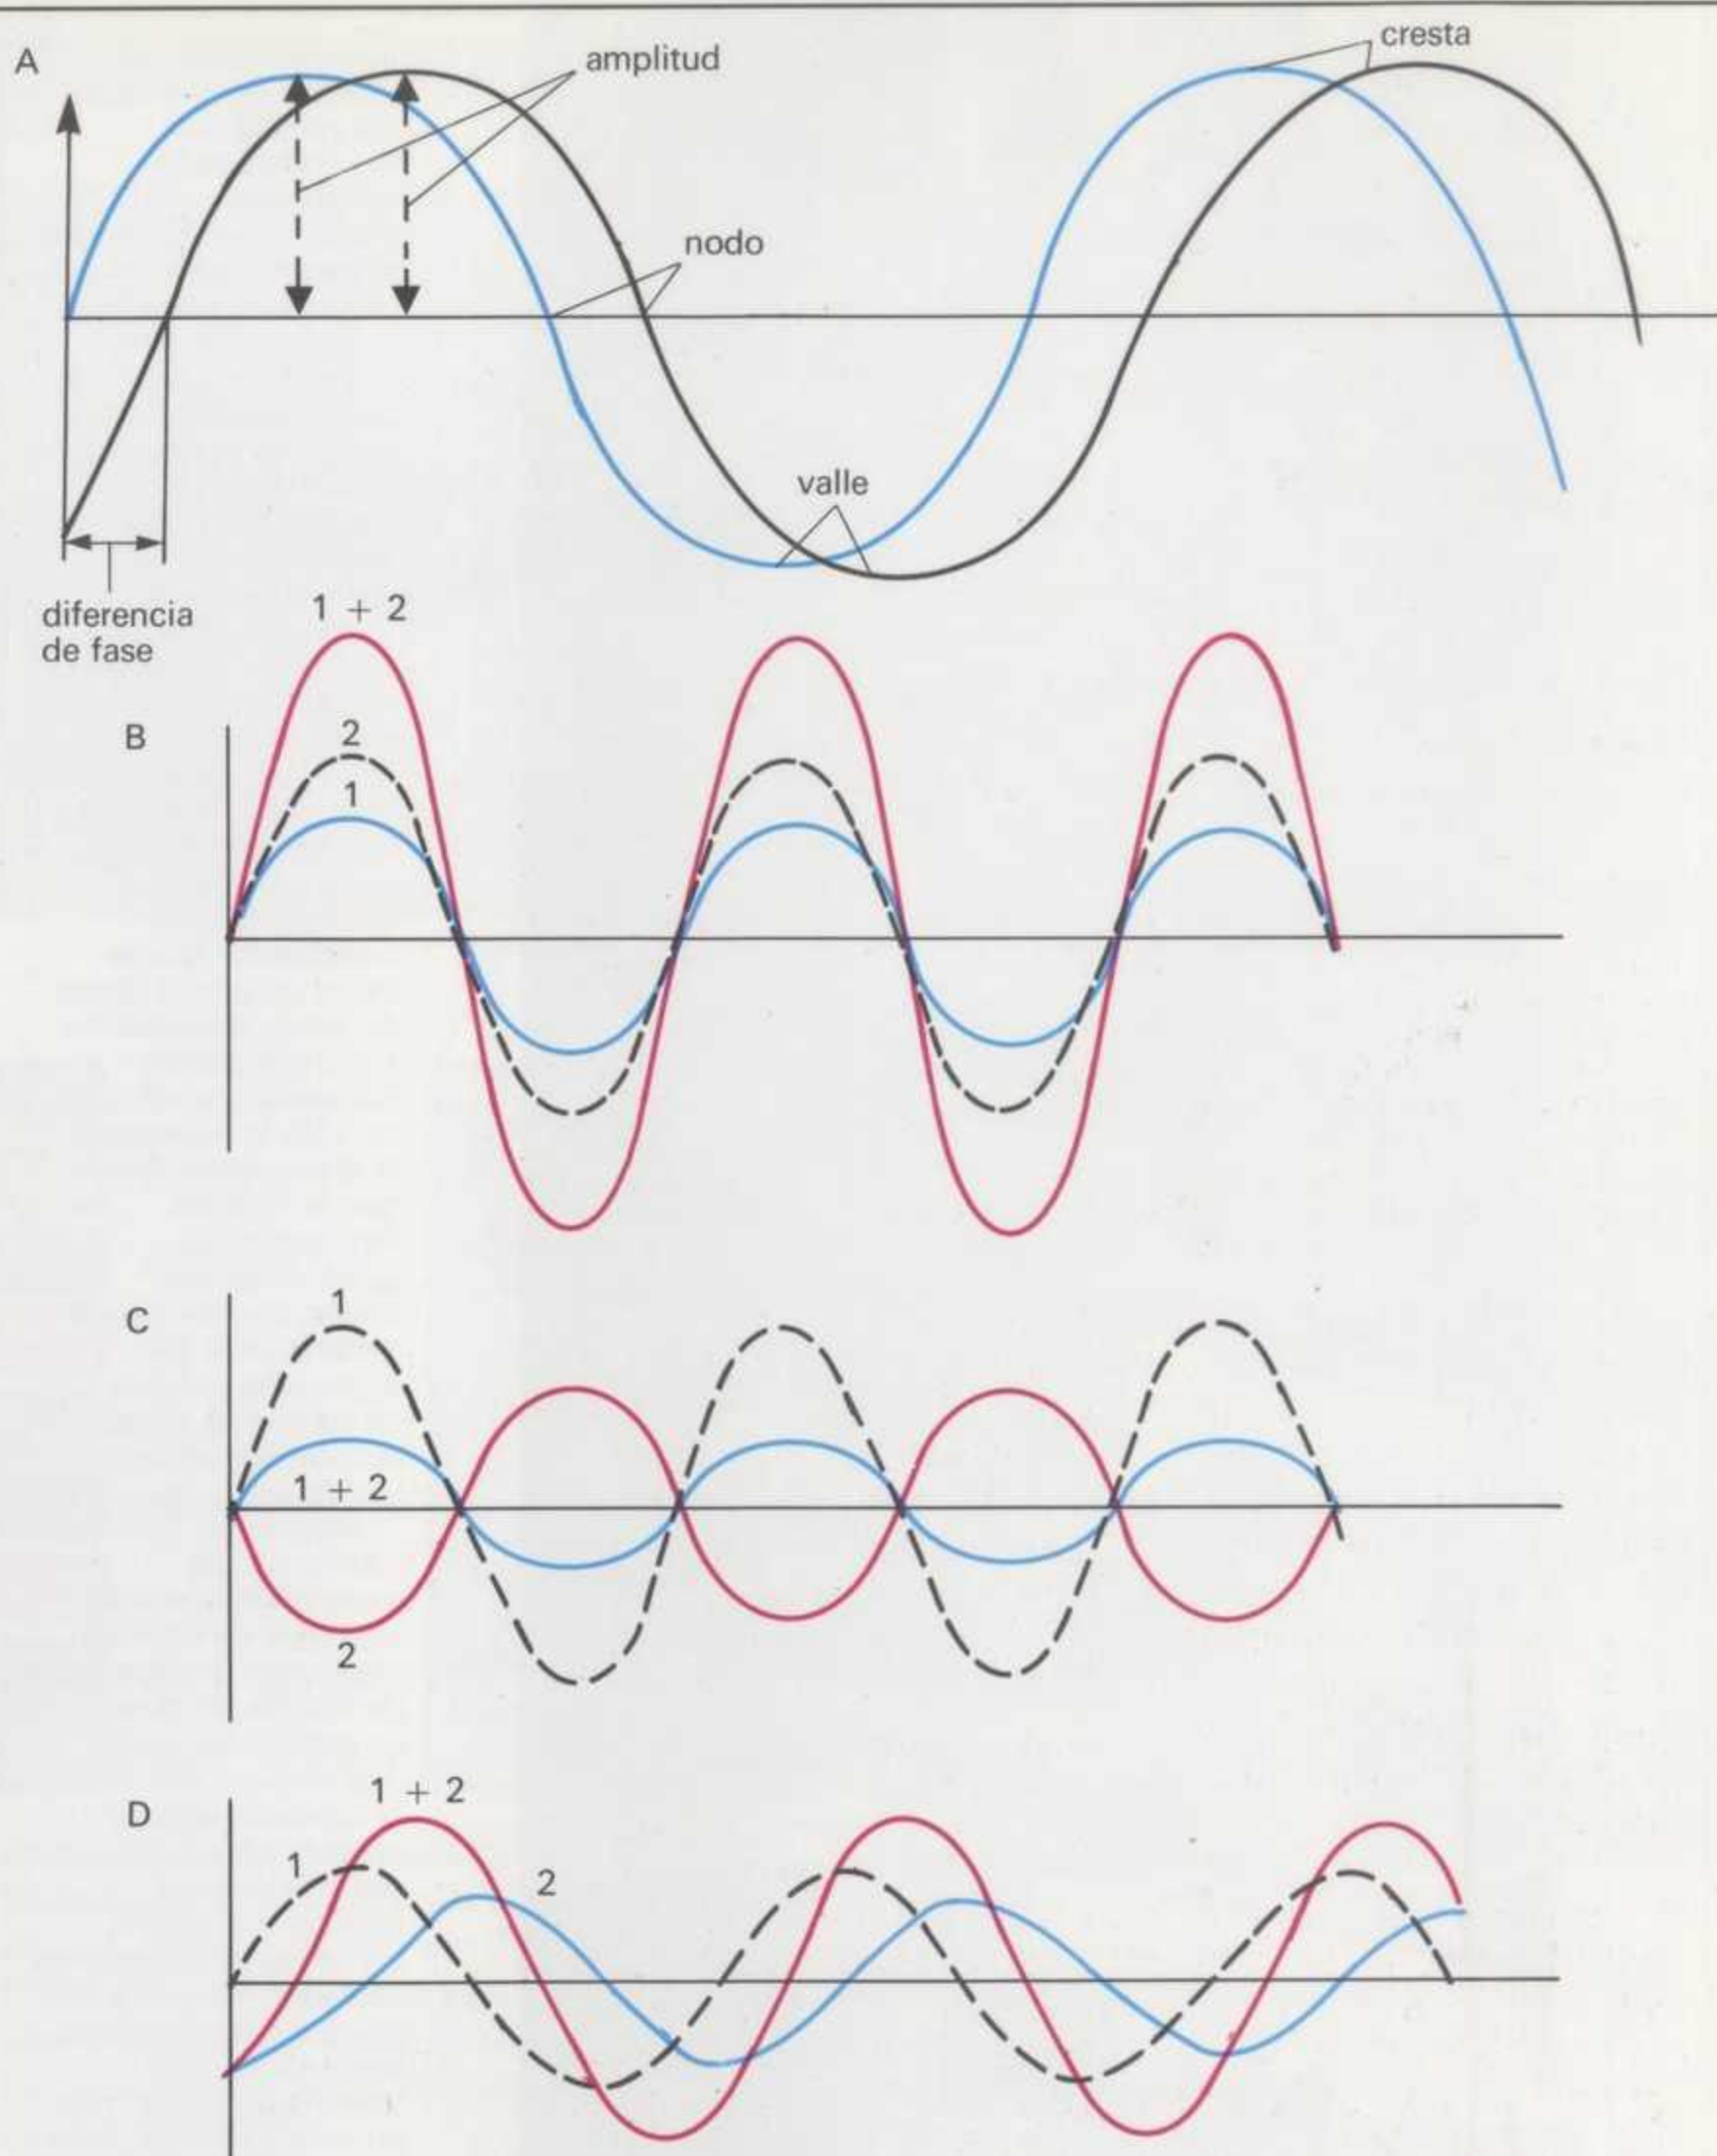 A
amplitud
cresta
nodo
valle
diferencia
de fase
1 + 2
B
2
1
C
1
1 + 2
2
D
1 + 2
1
2